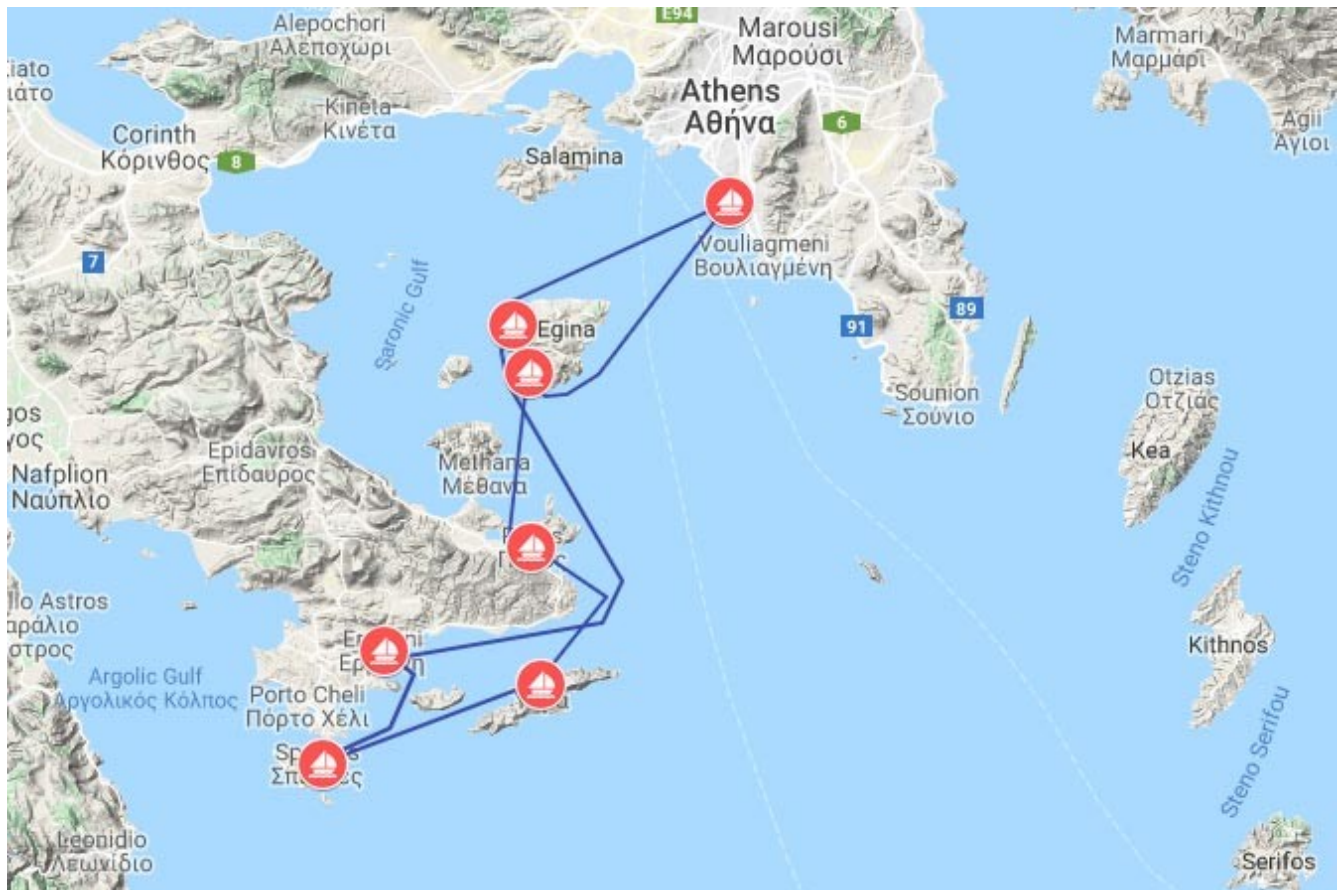 E94
Alepochori
Αλεποχώρι
Marousi
Μαρούσι
Marmari
Μαρμάρι
Athens
Αθήνα
Kineta
Κινέτα
Corinth
Κόρινθος
8
6
Agii
Άγιοι
Salamina
Vouliagmeni
Βουλιαγμένη
7
Saronic Gulf
Egina
91
89
Sounion
Σούνιο
Otzias
Οτζιάς
Kea
Epidavros
Επίδαυρος
Methana
Μέθανα
Nafplion
Ναύπλιο
Steno Kithnou
Kithnos
Argolic Gulf
Αργολικός Κόλπος
Porto Cheli
Πόρτο Χέλι
Steno Serifou
Leonidio
Λεωνίδιο
Serifos